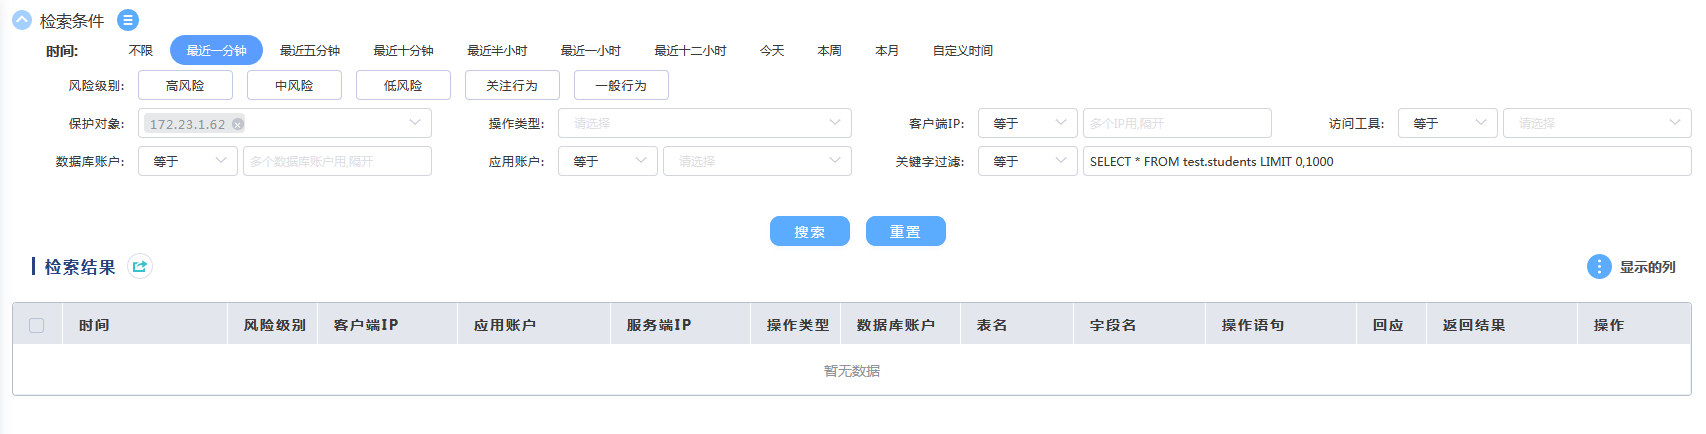 检索条件
时间: 不限 最近一分钟 最近五分钟 最近十分钟 最近半小时 最近一小时 最近十二小时 今天 本周 本月 自定义时间
风险级别: 高风险 中风险 低风险 关注行为 一般行为
保护对象: 172.23.1.62 操作类型: 请选择 客户端IP: 等于 多个IP用,隔开 访问工具: 等于 请选择
数据库账户: 等于 多个数据库账户用,隔开 应用账户: 等于 请选择 关键字过滤: 等于 SELECT * FROM test.students LIMIT 0,1000
搜索 重置
检索结果 显示的列
时间 风险级别 客户端IP 应用账户 服务端IP 操作类型 数据库账户 表名 字段名 操作语句 回应 返回结果 操作
暂无数据